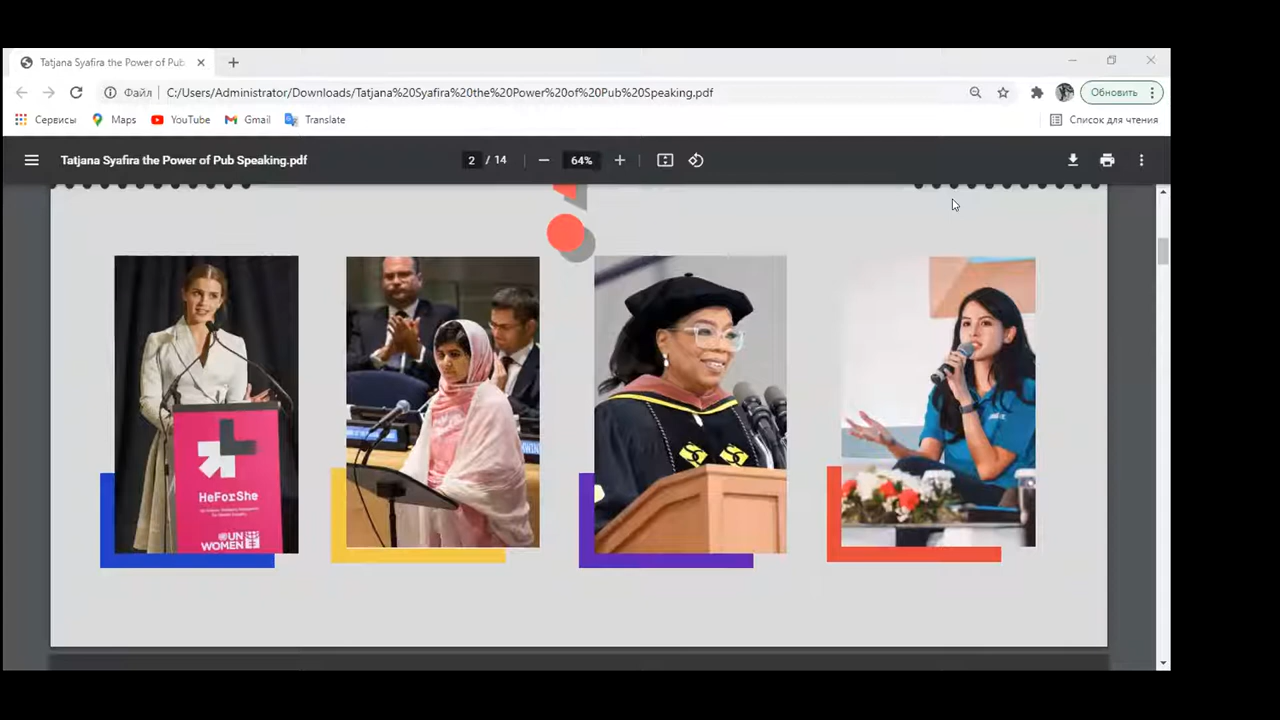 Tatjana Syafira the Power of Pub
Файл
C:/Users/Administrator/Downloads/Tatjana%20Syafira%20the%20Power%20of%20Pub%20Speaking.pdf
Обновить
Сервисы
Maps
YouTube
Gmail
Translate
Список для чтения
Tatjana Syafira the Power of Pub Speaking.pdf
2 / 14
64%
HeForShe
UN
WOMEN